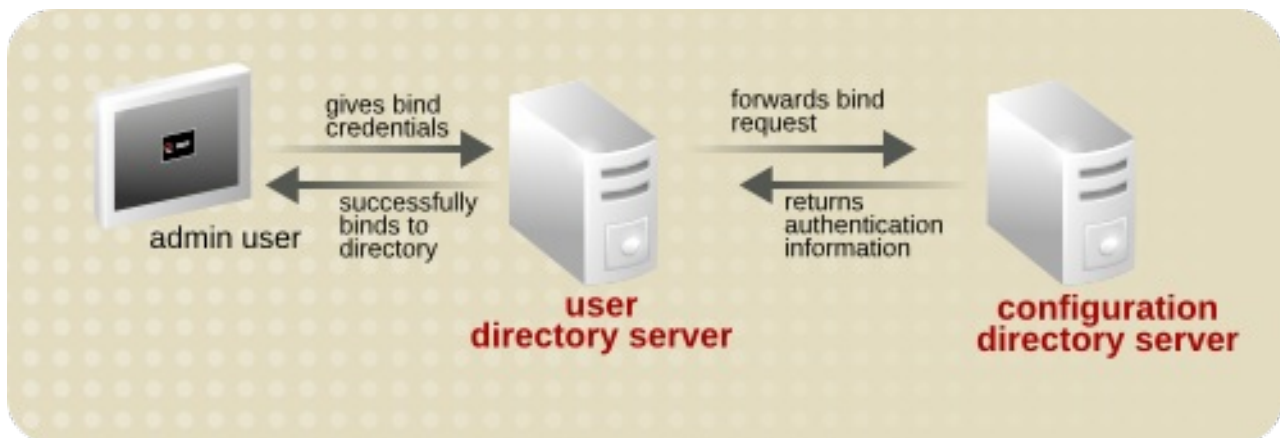 gives bind
credentials
forwards bind
request
successfully
binds to
directory
returns
authentication
information
admin user
user
directory server
configuration
directory server